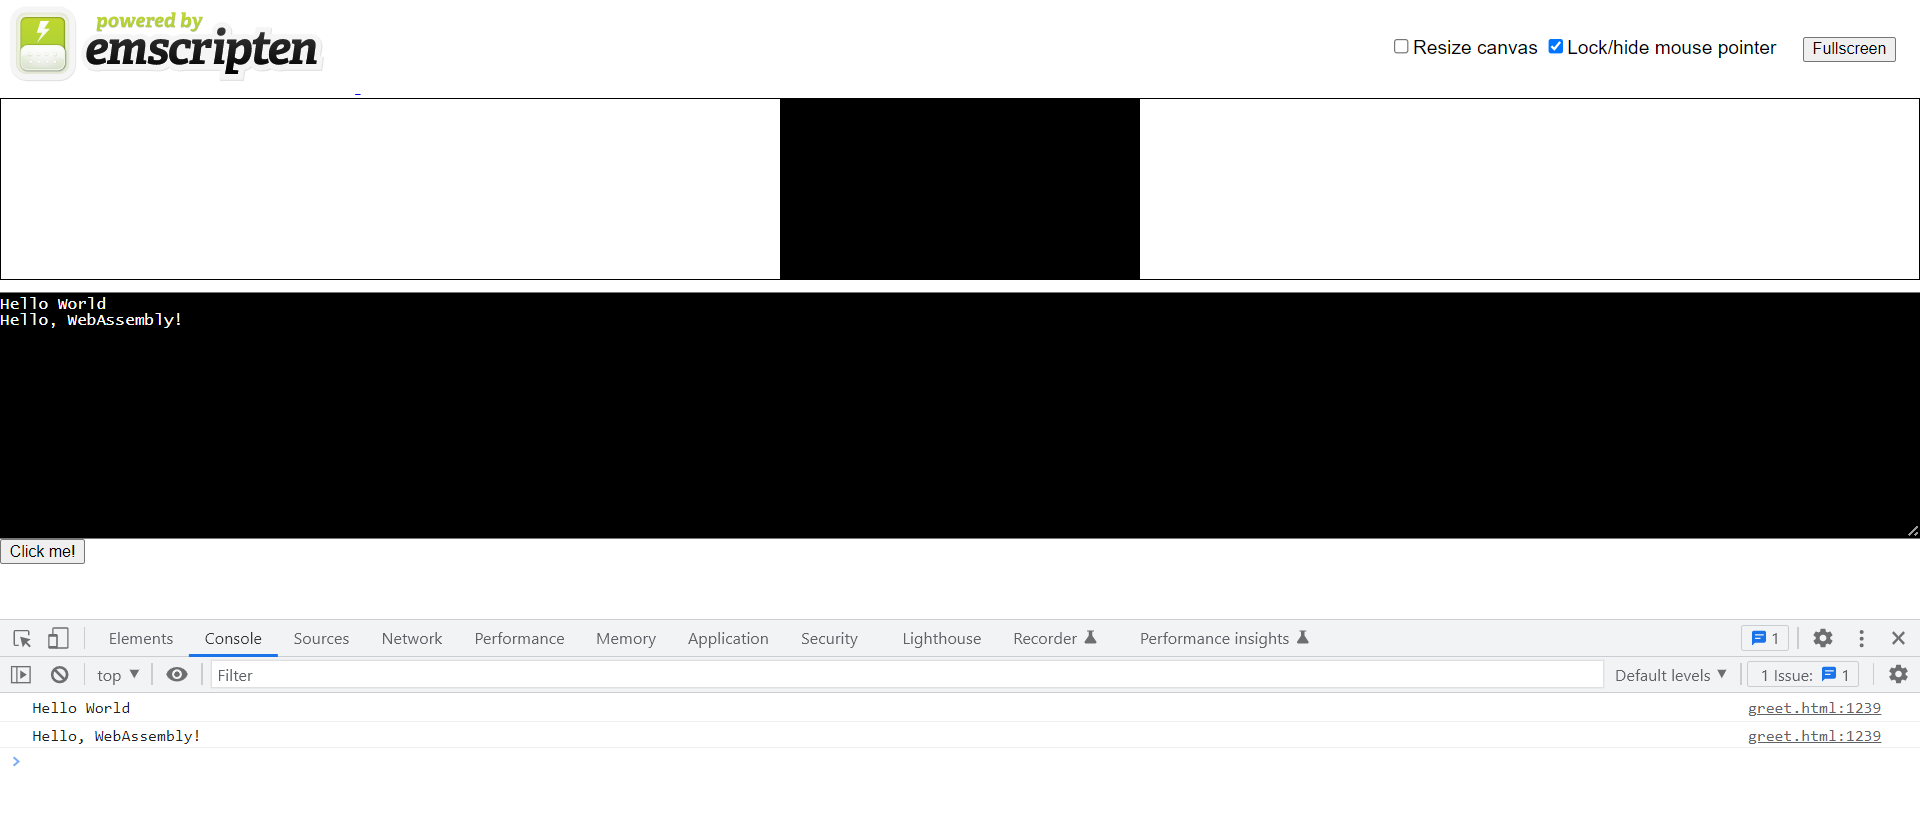 powered by
emscripten
Resize canvas Lock/hide mouse pointer Fullscreen
Hello World
Hello, WebAssembly!
Click me!
Elements Console Sources Network Performance Memory Application Security Lighthouse Recorder Performance insights 1
top Filter Default levels 1 Issue: 1
Hello World greet.html:1239
Hello, WebAssembly! greet.html:1239
>